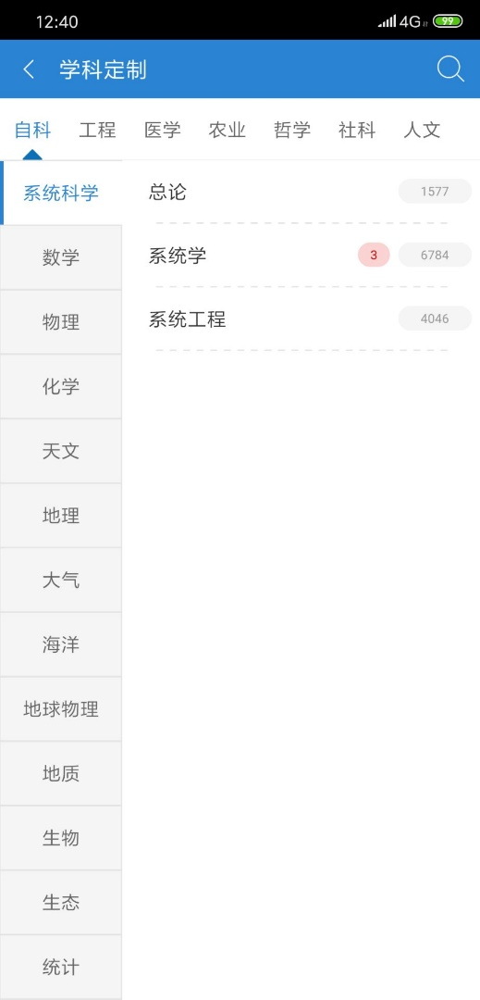 12:40 4G 99
学科定制
自科 工程 医学 农业 哲学 社科 人文
系统科学
数学
物理
化学
天文
地理
大气
海洋
地球物理
地质
生物
生态
统计
总论 1577
系统学 3 6784
系统工程 4046